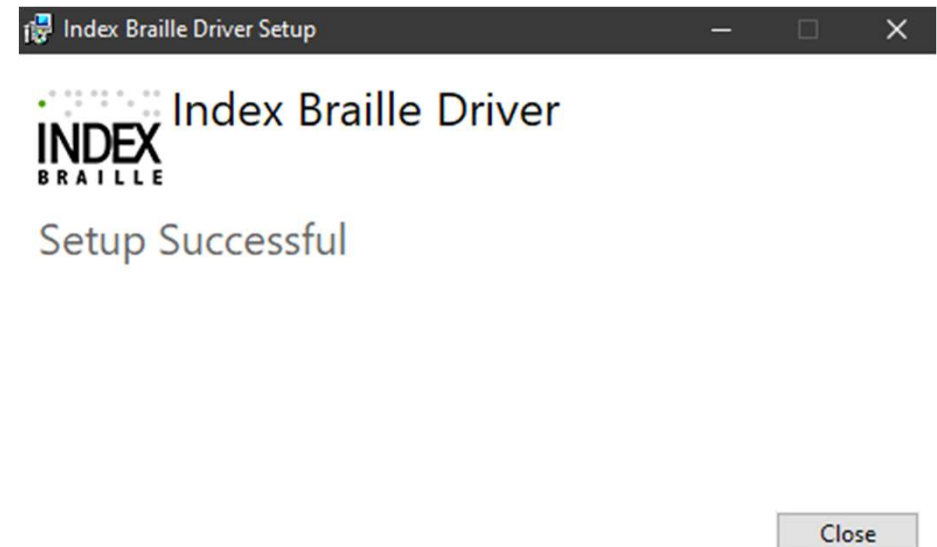 Index Braille Driver Setup
Index Braille Driver
INDEX
BRAILLE
Setup Successful
Close